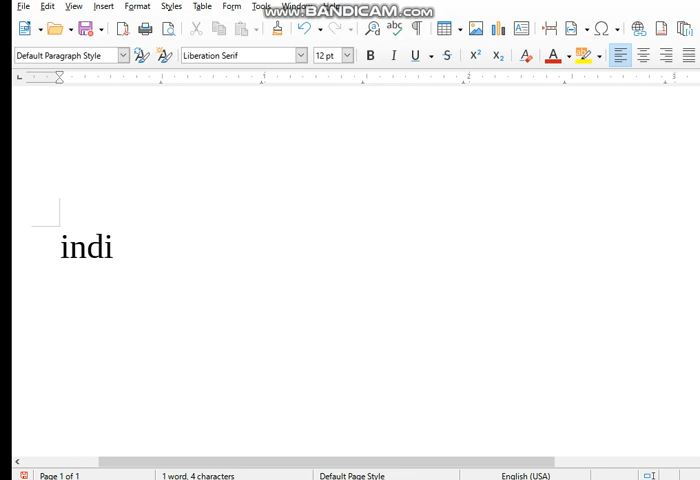 File Edit View Insert Format Styles Table Form Tools
www.BANDICAM.com
Default Paragraph Style Liberation Serif 12 pt
indi
Page 1 of 1 1 word, 4 characters Default Page Style English (USA)